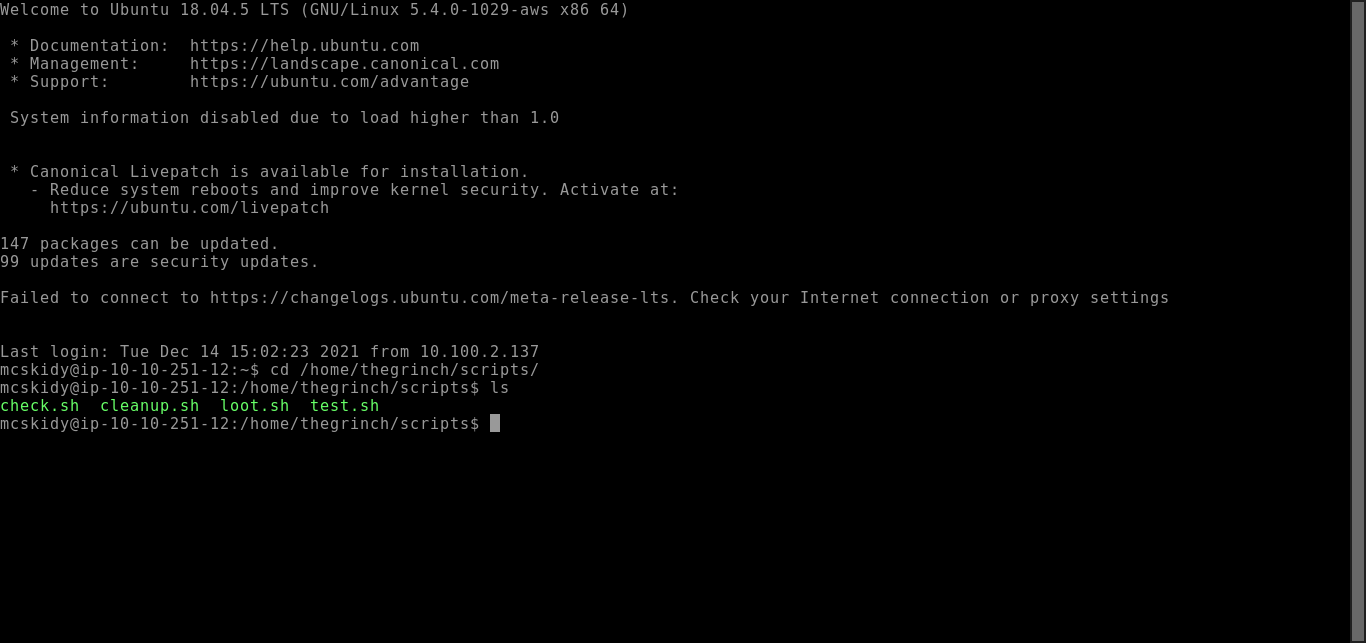 Welcome to Ubuntu 18.04.5 LTS (GNU/Linux 5.4.0-1029-aws x86 64)
* Documentation:  https://help.ubuntu.com
* Management:     https://landscape.canonical.com
* Support:        https://ubuntu.com/advantage
System information disabled due to load higher than 1.0
* Canonical Livepatch is available for installation.
- Reduce system reboots and improve kernel security. Activate at:
https://ubuntu.com/livepatch
147 packages can be updated.
99 updates are security updates.
Failed to connect to https://changelogs.ubuntu.com/meta-release-lts. Check your Internet connection or proxy settings
Last login: Tue Dec 14 15:02:23 2021 from 10.100.2.137
mcskidy@ip-10-10-251-12:~$ cd /home/thegrinch/scripts/
mcskidy@ip-10-10-251-12:/home/thegrinch/scripts$ ls
check.sh  cleanup.sh  loot.sh  test.sh
mcskidy@ip-10-10-251-12:/home/thegrinch/scripts$